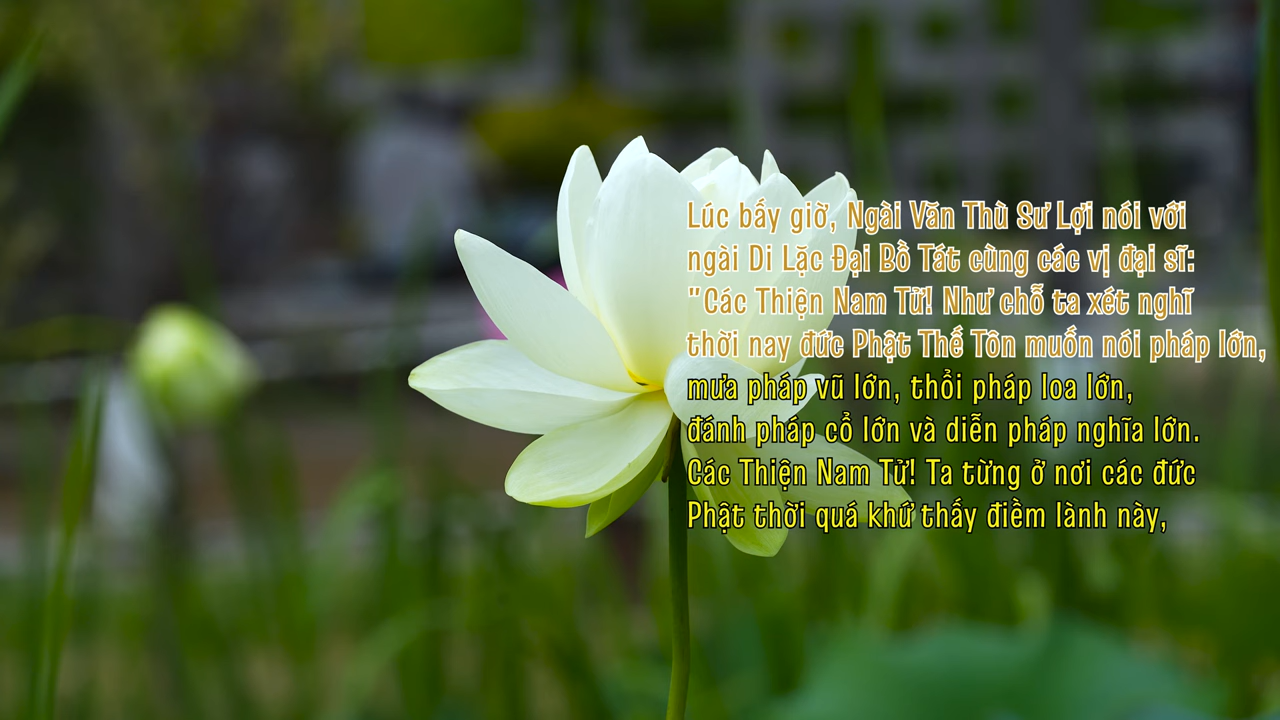 Lúc bấy giờ, Ngài Văn Thù Sư Lợi nói với
ngài Di Lặc Đại Bồ Tát cùng các vị đại sĩ:
"Các Thiện Nam Tử! Như chỗ ta xét nghĩ
thời nay đức Phật Thế Tôn muốn nói pháp lớn,
mưa pháp vũ lớn, thổi pháp loa lớn,
đánh pháp cổ lớn và diễn pháp nghĩa lớn.
Các Thiện Nam Tử! Ta từng ở nơi các đức
Phật thời quá khứ thấy điềm lành này,